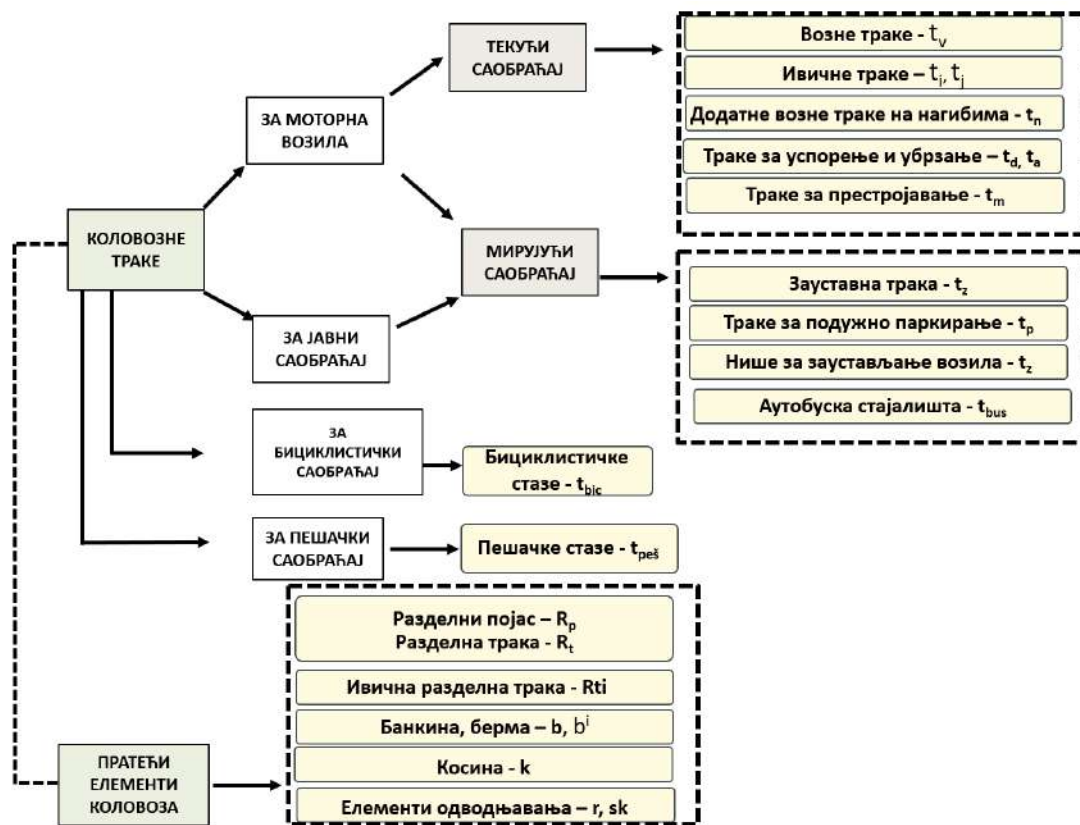 ТЕКУЋИ
САОБРАЋАЈ
Возне траке - tv
Ивичне траке – ti, tj
Додатне возне траке на нагибима - tn
Траке за успорење и убрзање – td, ta
Траке за престројавање - tm
ЗА МОТОРНА
ВОЗИЛА
КОЛОВОЗНЕ
ТРАКЕ
МИРУЈУЋИ
САОБРАЋАЈ
Зауставна трака - tz
Траке за подужно паркирање - tp
Нише за заустављање возила - tz
Аутобуска стајалишта - tbus
ЗА ЈАВНИ
САОБРАЋАЈ
ЗА
БИЦИКЛИСТИЧКИ
САОБРАЋАЈ
Бициклистичке
стазе - tbic
ЗА ПЕШАЧКИ
САОБРАЋАЈ
Пешачке стазе - tpeš
Разделни појас – Rp
Разделна трака - Rt
Ивична разделна трака - Rti
Банкина, берма – b, bi
Косина - k
Елементи одводњавања – r, sk
ПРАТЕЋИ
ЕЛЕМЕНТИ
КОЛОВОЗА